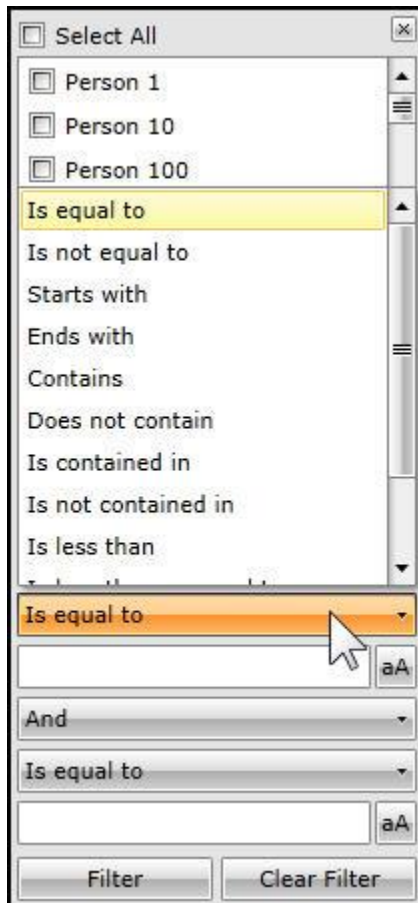 Select All
Person 1
Person 10
Person 100
Is equal to
Is not equal to
Starts with
Ends with
Contains
Does not contain
Is contained in
Is not contained in
Is less than
Is equal to
aA
And
Is equal to
aA
Filter Clear Filter